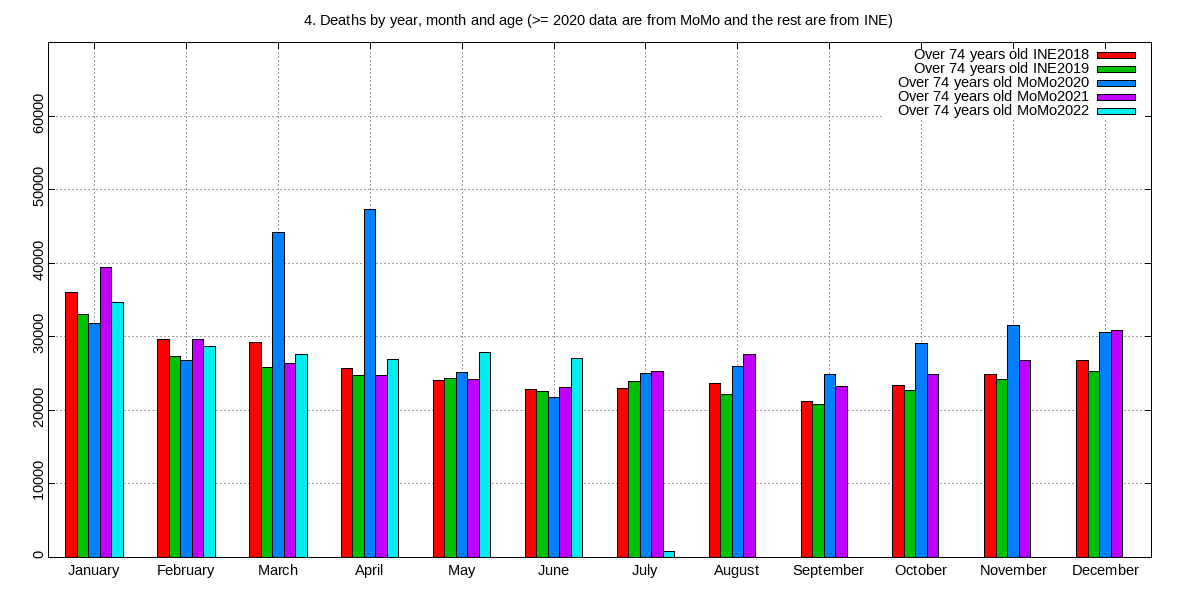 4. Deaths by year, month and age (>= 2020 data are from MoMo and the rest are from INE)
Over 74 years old INE2018
Over 74 years old INE2019
Over 74 years old MoMo2020
Over 74 years old MoMo2021
Over 74 years old MoMo2022
60000
50000
40000
30000
20000
10000
0
January February March April May June July August September October November December